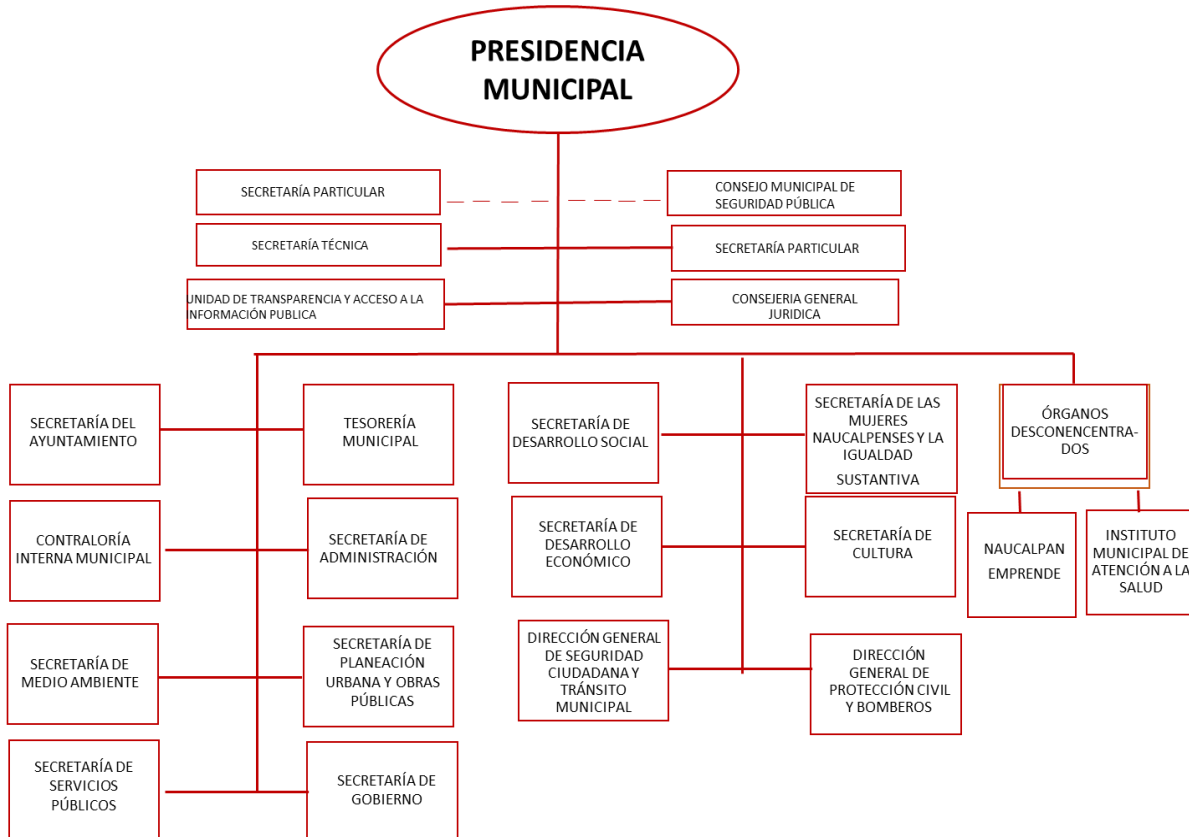 PRESIDENCIA
MUNICIPAL
SECRETARÍA PARTICULAR
CONSEJO MUNICIPAL DE
SEGURIDAD PÚBLICA
SECRETARÍA TÉCNICA
SECRETARÍA PARTICULAR
UNIDAD DE TRANSPARENCIA Y ACCESO A LA
INFORMACIÓN PUBLICA
CONSEJERIA GENERAL
JURIDICA
SECRETARÍA DEL
AYUNTAMIENTO
TESORERÍA
MUNICIPAL
SECRETARÍA DE
DESARROLLO SOCIAL
SECRETARÍA DE LAS
MUJERES
NAUCALPENSES Y LA
IGUALDAD
SUSTANTIVA
ÓRGANOS
DESCONENCENTRA-
DOS
CONTRALORÍA
INTERNA MUNICIPAL
SECRETARÍA DE
ADMINISTRACIÓN
SECRETARÍA DE
DESARROLLO
ECONÓMICO
SECRETARÍA DE
CULTURA
NAUCALPAN
EMPRENDE
INSTITUTO
MUNICIPAL DE
ATENCIÓN A LA
SALUD
SECRETARÍA DE
MEDIO AMBIENTE
SECRETARÍA DE
PLANEACIÓN
URBANA Y OBRAS
PÚBLICAS
DIRECCIÓN GENERAL
DE SEGURIDAD
CIUDADANA Y
TRÁNSITO
MUNICIPAL
DIRECCIÓN
GENERAL DE
PROTECCIÓN CIVIL
Y BOMBEROS
SECRETARÍA DE
SERVICIOS
PÚBLICOS
SECRETARÍA DE
GOBIERNO